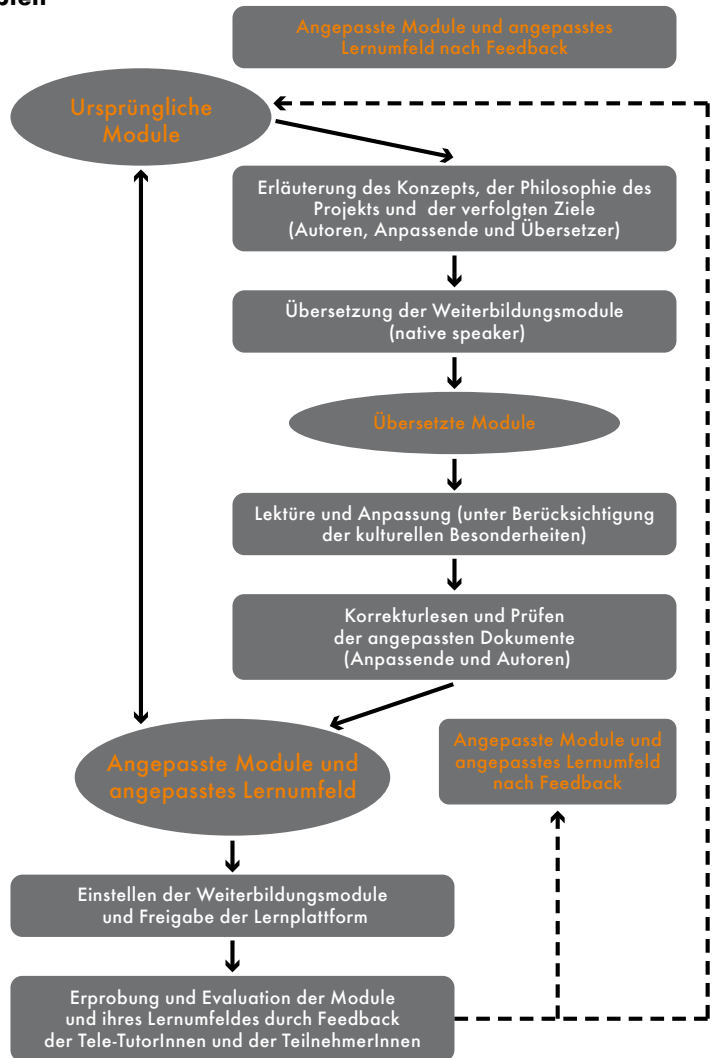 Angepasste Module und angepasstes
Lernumfeld nach Feedback
Ursprüngliche
Module
Erläuterung des Konzepts, der Philosophie des
Projekts und der verfolgten Ziele
(Autoren, Anpassende und Übersetzer)
Übersetzung der Weiterbildungsmodule
(native speaker)
Übersetzte Module
Lektüre und Anpassung (unter Berücksichtigung
der kulturellen Besonderheiten)
Korrekturlesen und Prüfen
der angepassten Dokumente
(Anpassende und Autoren)
Angepasste Module und
angepasstes Lernumfeld
Angepasste Module und
angepasstes Lernumfeld
nach Feedback
Einstellen der Weiterbildungsmodule
und Freigabe der Lernplattform
Erprobung und Evaluation der Module
und ihres Lernumfeldes durch Feedback
der Tele-TutorInnen und der TeilnehmerInnen